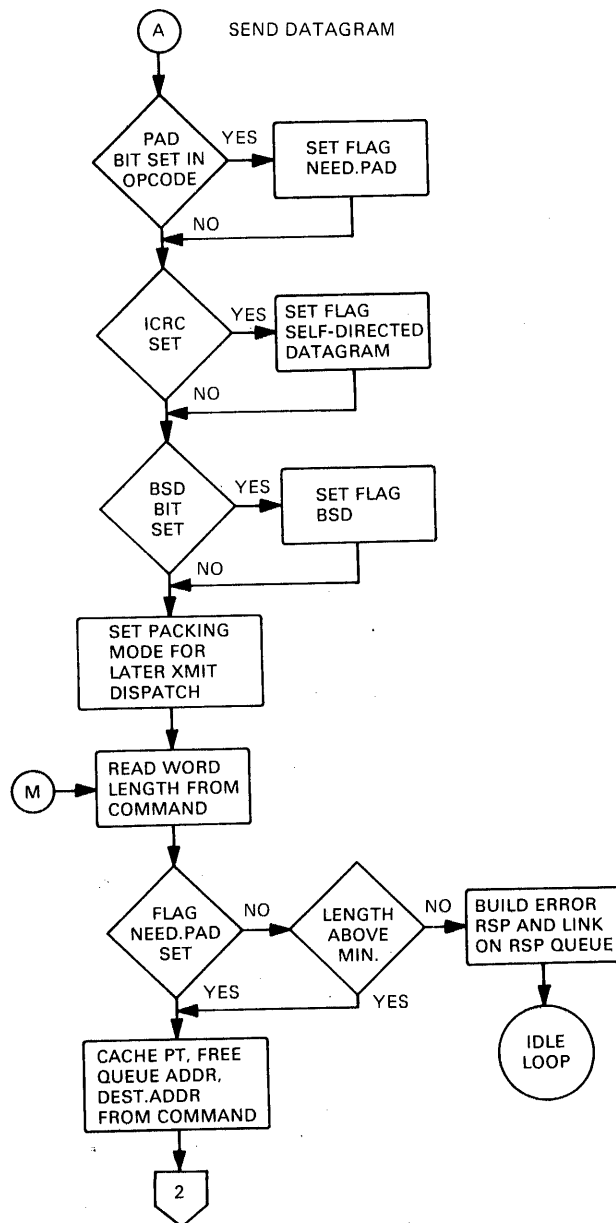 A
SEND DATAGRAM
PAD
BIT SET IN
OPCODE
YES
SET FLAG
NEED.PAD
NO
ICRC
SET
YES
SET FLAG
SELF-DIRECTED
DATAGRAM
NO
BSD
BIT
SET
YES
SET FLAG
BSD
NO
SET PACKING
MODE FOR
LATER XMIT
DISPATCH
M
READ WORD
LENGTH FROM
COMMAND
FLAG
NEED.PAD
SET
NO
LENGTH
ABOVE
MIN.
NO
BUILD ERROR
RSP AND LINK
ON RSP QUEUE
YES
YES
IDLE
LOOP
CACHE PT, FREE
QUEUE ADDR,
DEST.ADDR
FROM COMMAND
2